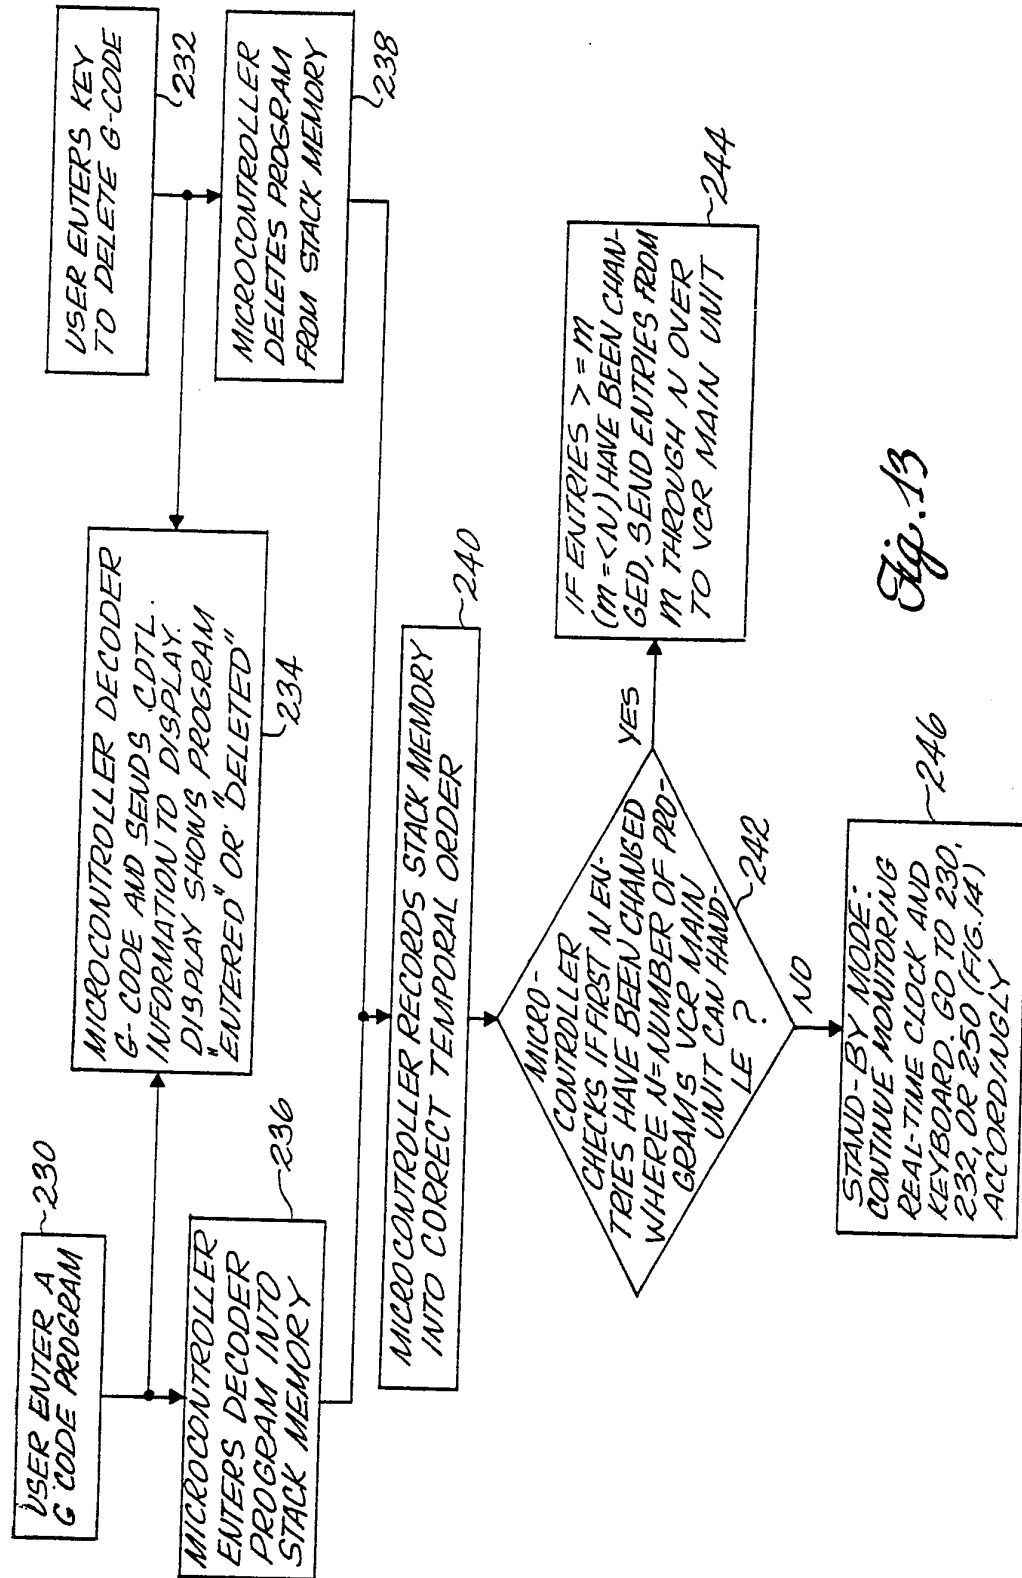 USER ENTER A
G CODE PROGRAM
230
MICROCONTROLLER DECODER
G-CODE AND SENDS CDTL
INFORMATION TO DISPLAY.
DISPLAY SHOWS PROGRAM
"ENTERED" OR "DELETED"
234
USER ENTERS KEY
TO DELETE G-CODE
232
MICROCONTROLLER
ENTERS DECODER
PROGRAM INTO
STACK MEMORY
236
MICROCONTROLLER
DELETES PROGRAM
FROM STACK MEMORY
238
MICROCONTROLLER RECORDS STACK MEMORY
INTO CORRECT TEMPORAL ORDER
240
MICRO-
CONTROLLER
CHECKS IF FIRST N EN-
TRIES HAVE BEEN CHANGED
WHERE N=NUMBER OF PRO-
GRAMS VCR MAIN
UNIT CAN HAND-
LE ?
242
YES
IF ENTRIES >= m
(m =<N) HAVE BEEN CHAN-
GED, SEND ENTRIES FROM
m THROUGH N OVER
TO VCR MAIN UNIT
244
NO
STAND-BY MODE:
CONTINUE MONITORING
REAL-TIME CLOCK AND
KEYBOARD. GO TO 230,
232, OR 250 (FIG.14)
ACCORDINGLY
246
Fig. 13